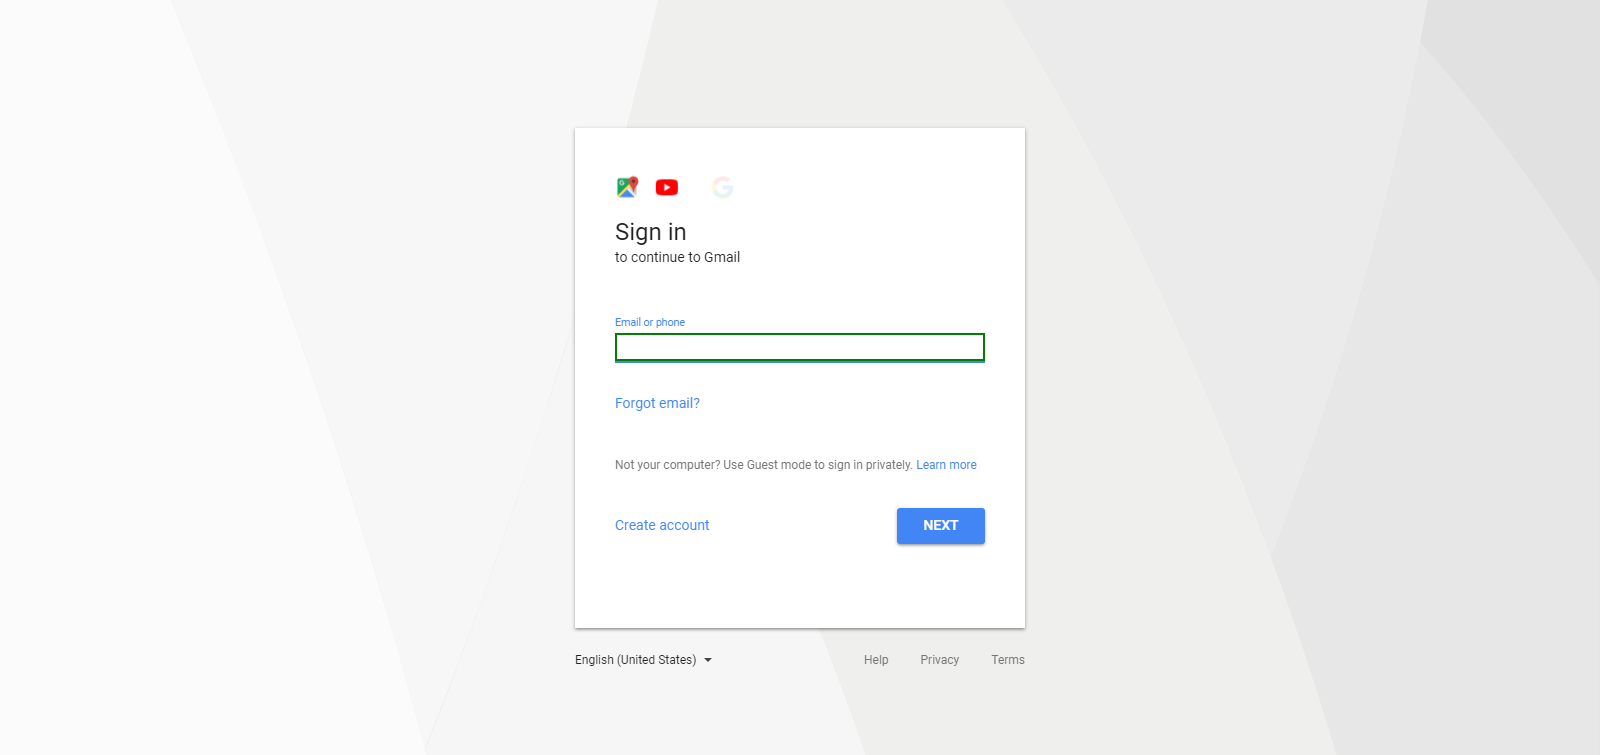 Sign in
to continue to Gmail
Email or phone
Forgot email?
Not your computer? Use Guest mode to sign in privately. Learn more
Create account
NEXT
English (United States)
Help
Privacy
Terms